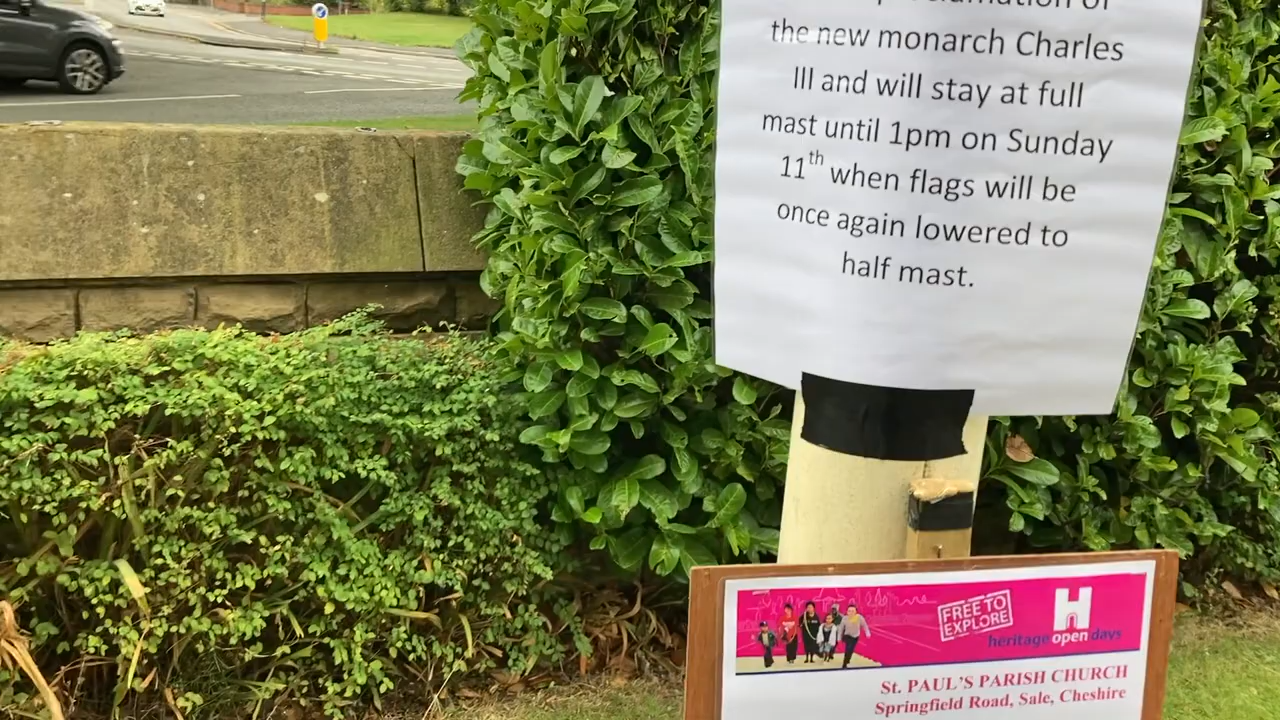 proclamation of
the new monarch Charles
III and will stay at full
mast until 1pm on Sunday
11th when flags will be
once again lowered to
half mast.
FREE TO
EXPLORE
H
heritage open days
St. PAUL'S PARISH CHURCH
Springfield Road, Sale, Cheshire